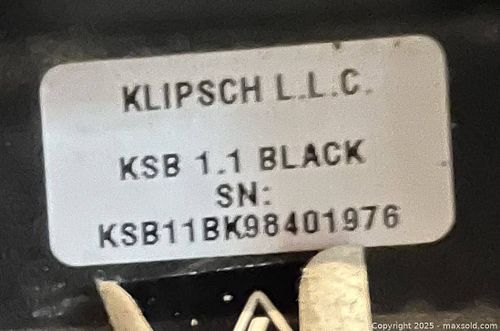 KLIPSCH L.L.C.
KSB 1.1 BLACK
SN:
KSB11BK98401976
Copyright 2025 - maxsold.com